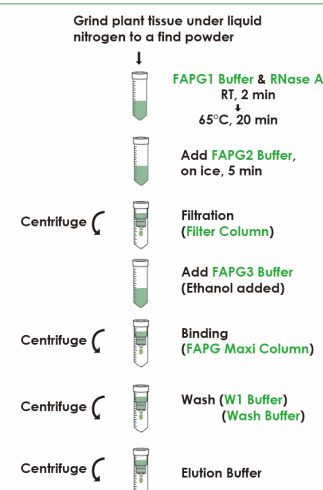 Grind plant tissue under liquid
nitrogen to a find powder
FAPG1 Buffer & RNase A
RT, 2 min
65°C, 20 min
Add FAPG2 Buffer,
on ice, 5 min
Centrifuge
Filtration
(Filter Column)
Add FAPG3 Buffer
(Ethanol added)
Centrifuge
Binding
(FAPG Maxi Column)
Centrifuge
Wash (W1 Buffer)
(Wash Buffer)
Centrifuge
Elution Buffer